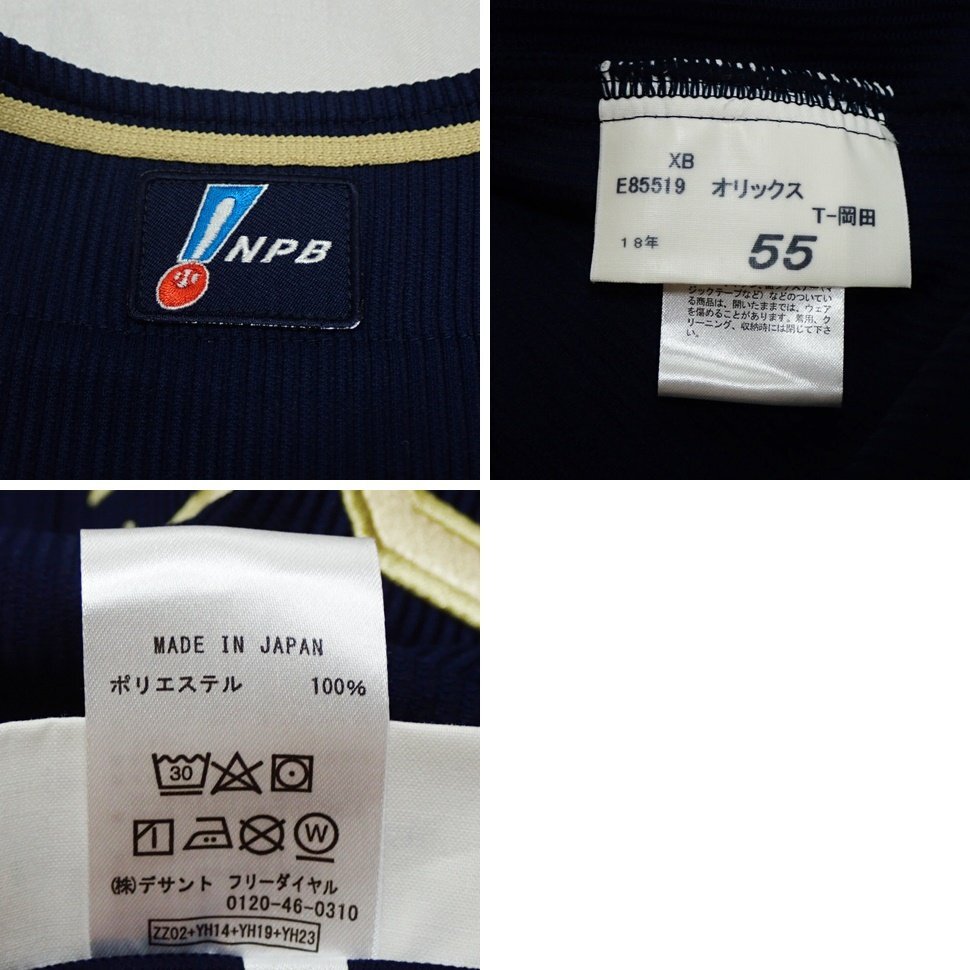 NPB
XB
E85519 オリックス
T-岡田
18年 55
ジックテープなど)などのついてい
る商品は、開いたままでは、ウェア
を傷めることがあります。着用、ク
リーニング、収納時には閉じて下さ
い。
MADE IN JAPAN
ポリエステル 100%
30
W
(株)デサント フリーダイヤル
0120-46-0310
ZZ02+YH14+YH19+YH23